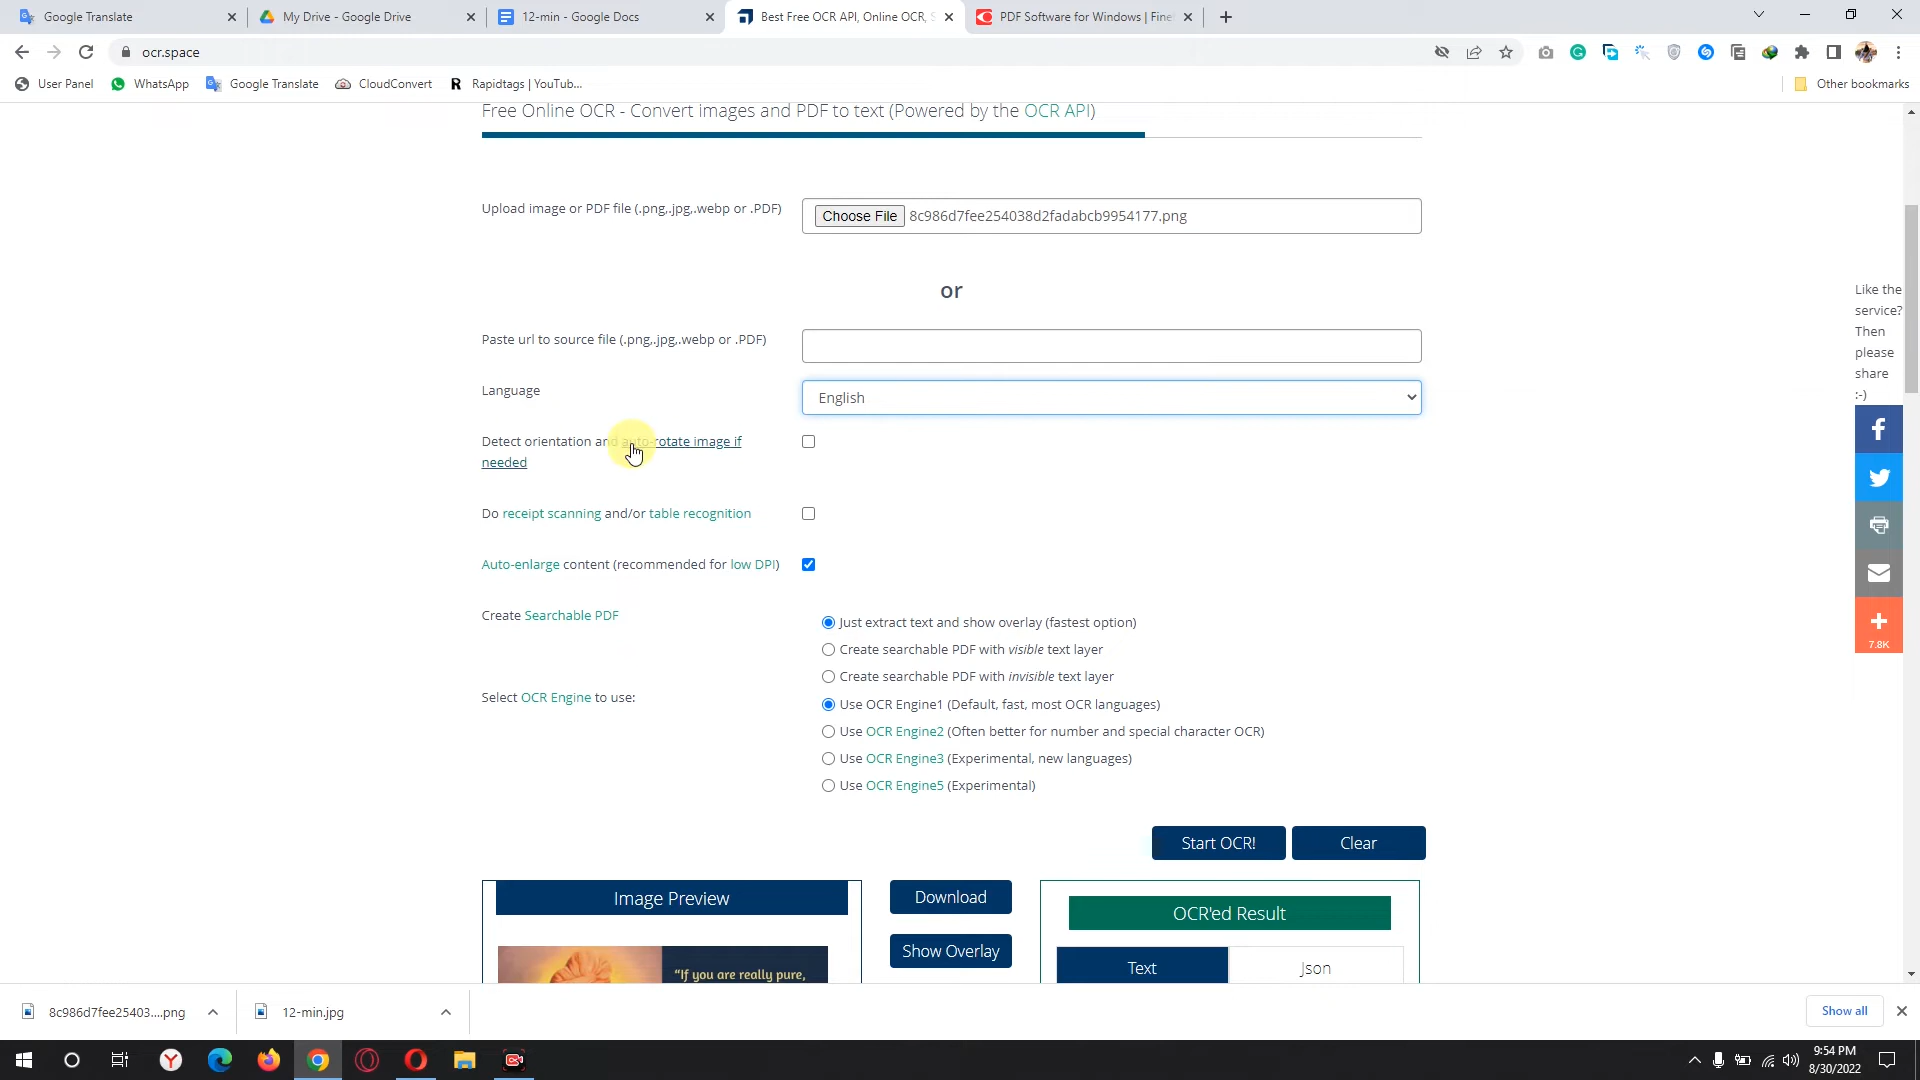 Google Translate
My Drive - Google Drive
12-min - Google Docs
Best Free OCR API, Online OCR, S
PDF Software for Windows | Fine
ocr.space
User Panel
WhatsApp
Google Translate
CloudConvert
R Rapidtags | YouTub...
Other bookmarks
Free Online OCR - Convert images and PDF to text (Powered by the OCR API)
Upload image or PDF file (.png,.jpg,.webp or .PDF)
Choose File 8c986d7fee254038d2fadabcb9954177.png
or
Paste url to source file (.png,.jpg,.webp or .PDF)
Language
English
Detect orientation and auto-rotate image if
needed
Do receipt scanning and/or table recognition
Auto-enlarge content (recommended for low DPI)
Create Searchable PDF
Just extract text and show overlay (fastest option)
Create searchable PDF with visible text layer
Create searchable PDF with invisible text layer
Select OCR Engine to use:
Use OCR Engine1 (Default, fast, most OCR languages)
Use OCR Engine2 (Often better for number and special character OCR)
Use OCR Engine3 (Experimental, new languages)
Use OCR Engine5 (Experimental)
Start OCR!
Clear
Like the
service?
Then
please
share
:-)
7.8K
Image Preview
Download
Show Overlay
OCR'ed Result
Text
Json
“If you are really pure,
8c986d7fee25403....png
12-min.jpg
Show all
9:54 PM
8/30/2022